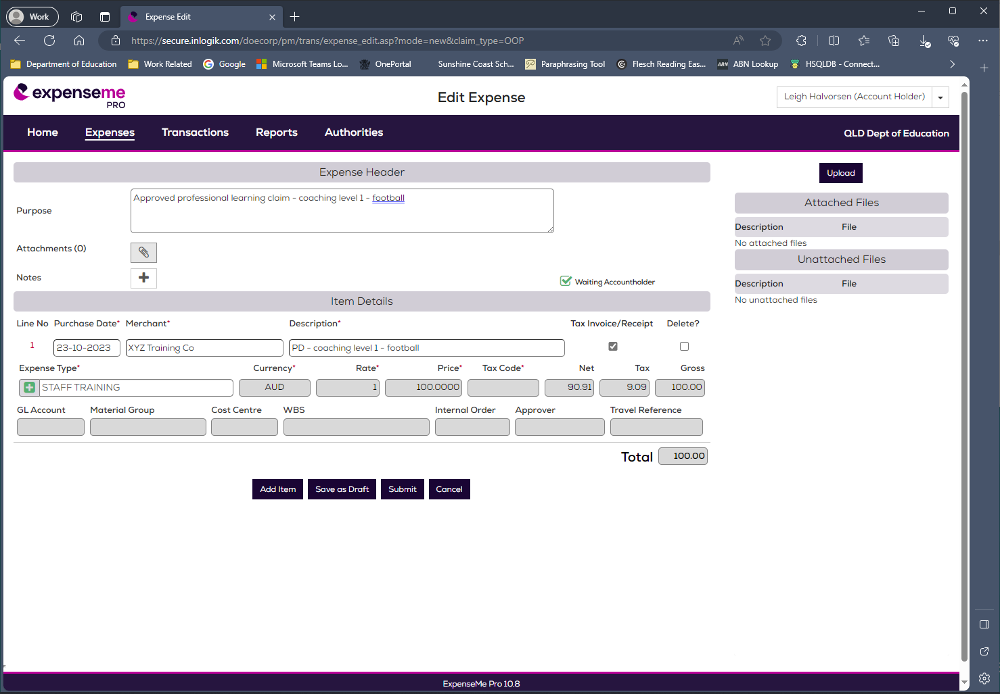 Work
Expense Edit
https://secure.inlogik.com/doecorp/pm/trans/expense_edit.asp?mode=new&claim_type=OOP
Department of Education Work Related Google Microsoft Teams Lo... OnePortal Sunshine Coast Sch... Paraphrasing Tool Flesch Reading Eas... ABN ABN Lookup HSQLDB - Connect...
expenseme
PRO
Edit Expense
Leigh Halvorsen (Account Holder)
Home Expenses Transactions Reports Authorities QLD Dept of Education
Expense Header
Purpose
Approved professional learning claim - coaching level 1 - football
Attachments (0)
Notes
Waiting Accountholder
Item Details
Line No Purchase Date* Merchant* Description* Tax Invoice/Receipt Delete?
1 23-10-2023 XYZ Training Co PD - coaching level 1 - football
Expense Type* Currency* Rate* Price* Tax Code* Net Tax Gross
STAFF TRAINING AUD 1 100.0000 90.91 9.09 100.00
GL Account Material Group Cost Centre WBS Internal Order Approver Travel Reference
Total 100.00
Add Item Save as Draft Submit Cancel
Upload
Attached Files
Description File
No attached files
Unattached Files
Description File
No unattached files
ExpenseMe Pro 10.8